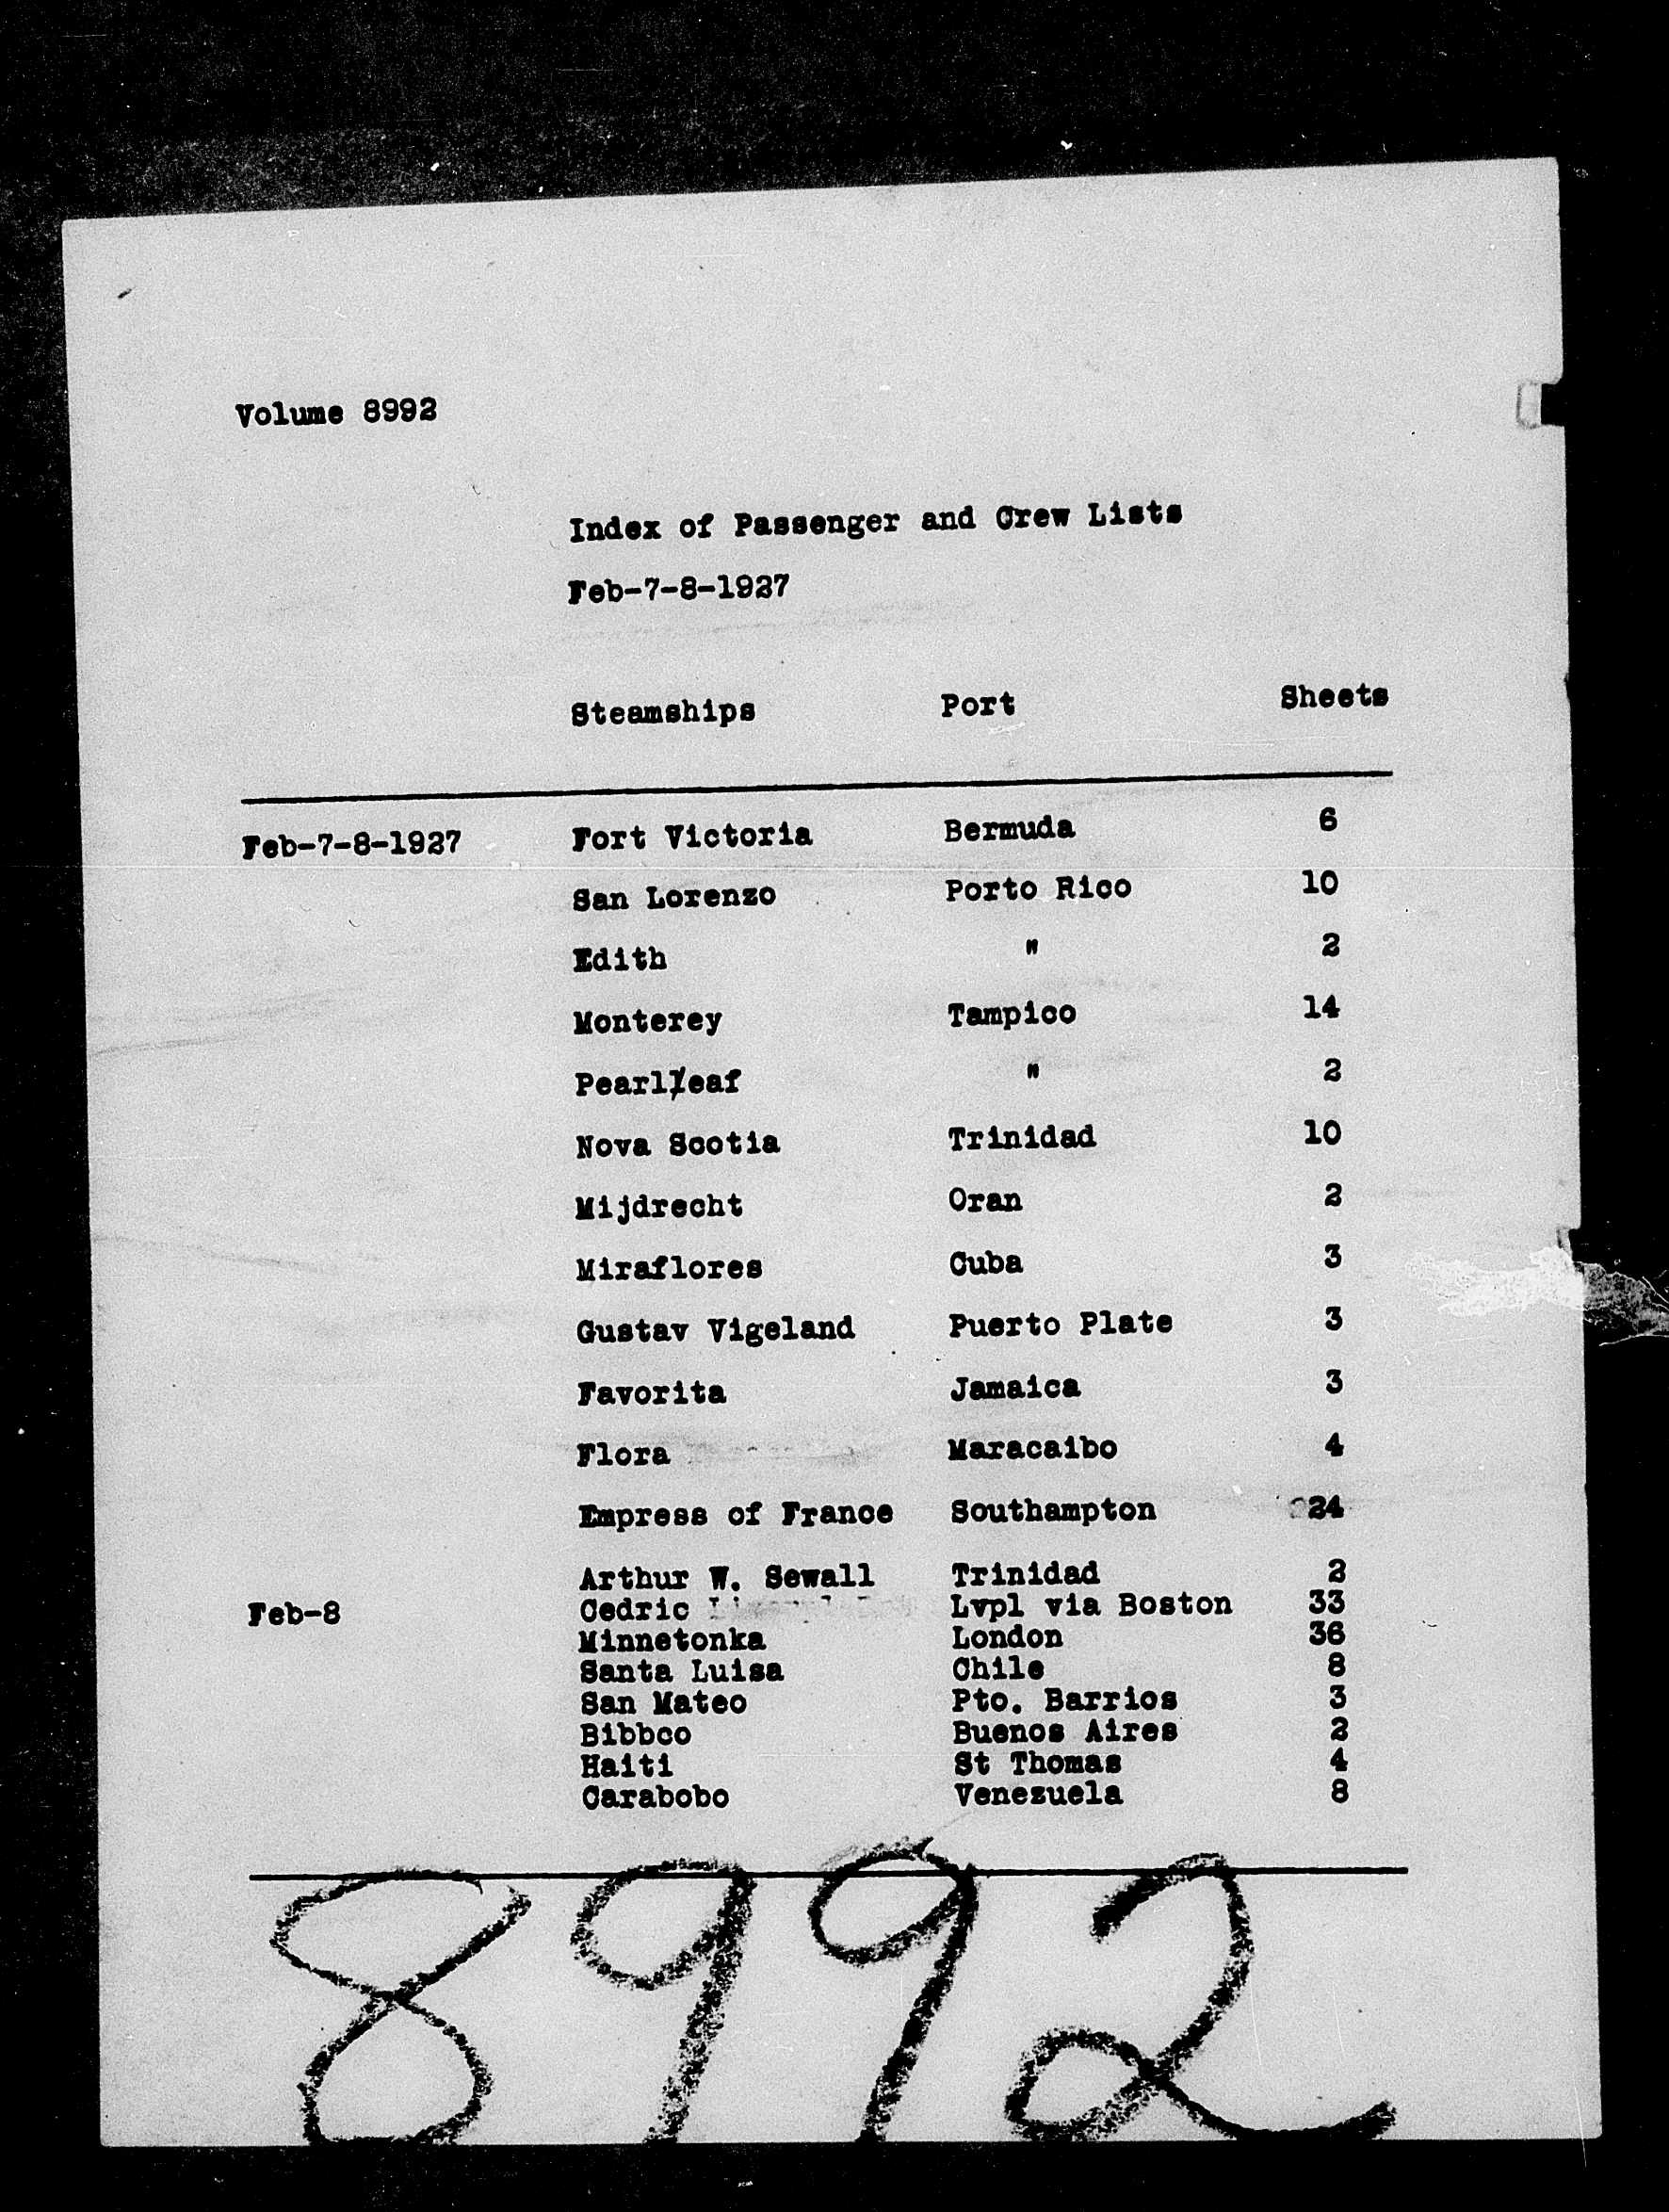 Volume 8992
Index of Passenger and Crew Lists
Feb-7-8-1927
Steamships Port Sheets
Feb-7-8-1927 Fort Victoria Bermuda 6
San Lorenzo Porto Rico 10
Edith " 2
Monterey Tampico 14
Pearlleaf " 2
Nova Scotia Trinidad 10
Mijdrecht Oran 2
Miraflores Cuba 3
Gustav Vigeland Puerto Plate 3
Favorita Jamaica 3
Flora Maracaibo 4
Empress of France Southampton 24
Arthur W. Sewall Trinidad 2
Feb-8 Cedric Lvpl via Boston 33
Minnetonka London 36
Santa Luisa Chile 8
San Mateo Pto. Barrios 3
Bibbco Buenos Aires 2
Haiti St Thomas 4
Carabobo Venezuela 8
8992